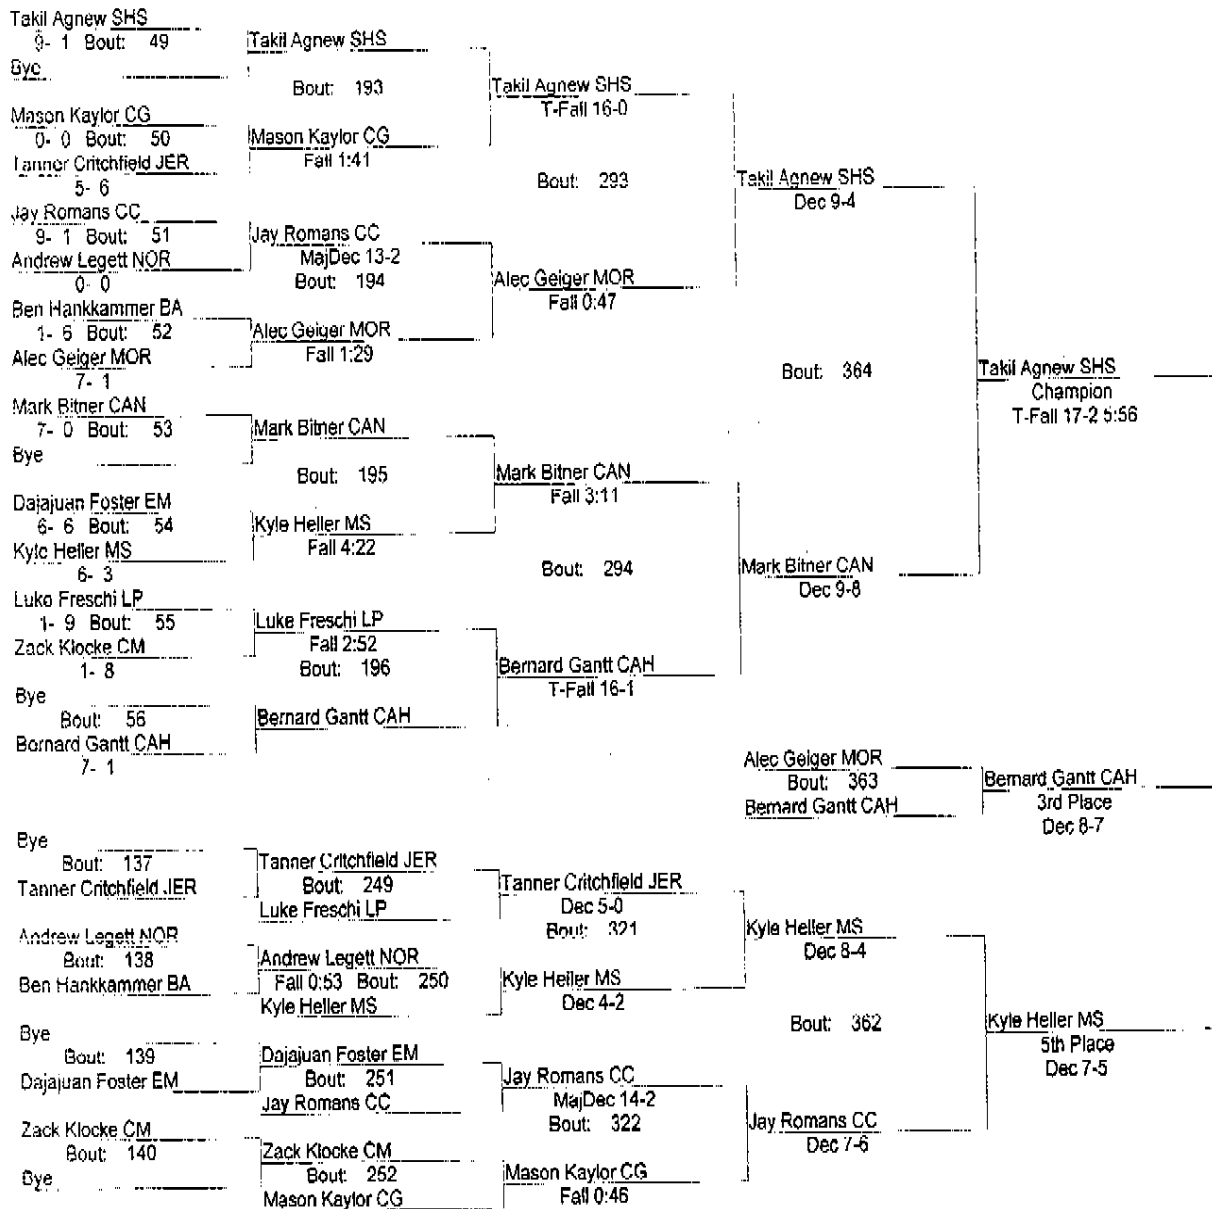 Takil Agnew SHS
9- 1 Bout: 49
Bye
Takil Agnew SHS
Bout: 193
Mason Kaylor CG
0- 0 Bout: 50
Tanner Critchfield JER
5- 6
Mason Kaylor CG
Fall 1:41
Takil Agnew SHS
T-Fall 16-0
Bout: 293
Jay Romans CC
9- 1 Bout: 51
Andrew Legett NOR
0- 0
Jay Romans CC
MajDec 13-2
Bout: 194
Ben Hankkammer BA
1- 6 Bout: 52
Alec Geiger MOR
7- 1
Alec Geiger MOR
Fall 1:29
Alec Geiger MOR
Fall 0:47
Takil Agnew SHS
Dec 9-4
Bout: 364
Takil Agnew SHS
Champion
T-Fall 17-2 5:56
Mark Bitner CAN
7- 0 Bout: 53
Bye
Mark Bitner CAN
Bout: 195
Dajajuan Foster EM
6- 6 Bout: 54
Kyle Heller MS
6- 3
Kyle Heller MS
Fall 4:22
Mark Bitner CAN
Fall 3:11
Bout: 294
Mark Bitner CAN
Dec 9-8
Luke Freschi LP
1- 9 Bout: 55
Zack Klocke CM
1- 8
Luke Freschi LP
Fall 2:52
Bout: 196
Bye
Bout: 56
Bernard Gantt CAH
7- 1
Bernard Gantt CAH
Bernard Gantt CAH
T-Fall 16-1
Alec Geiger MOR
Bout: 363
Bernard Gantt CAH
Bernard Gantt CAH
3rd Place
Dec 8-7
Bye
Bout: 137
Tanner Critchfield JER
Tanner Critchfield JER
Bout: 249
Luke Freschi LP
Tanner Critchfield JER
Dec 5-0
Bout: 321
Andrew Legett NOR
Bout: 138
Ben Hankkammer BA
Andrew Legett NOR
Fall 0:53 Bout: 250
Kyle Heller MS
Kyle Heller MS
Dec 4-2
Kyle Heller MS
Dec 8-4
Bout: 362
Kyle Heller MS
5th Place
Dec 7-5
Bye
Bout: 139
Dajajuan Foster EM
Dajajuan Foster EM
Bout: 251
Jay Romans CC
Jay Romans CC
MajDec 14-2
Bout: 322
Jay Romans CC
Dec 7-6
Zack Klocke CM
Bout: 140
Bye
Zack Klocke CM
Bout: 252
Mason Kaylor CG
Mason Kaylor CG
Fall 0:46